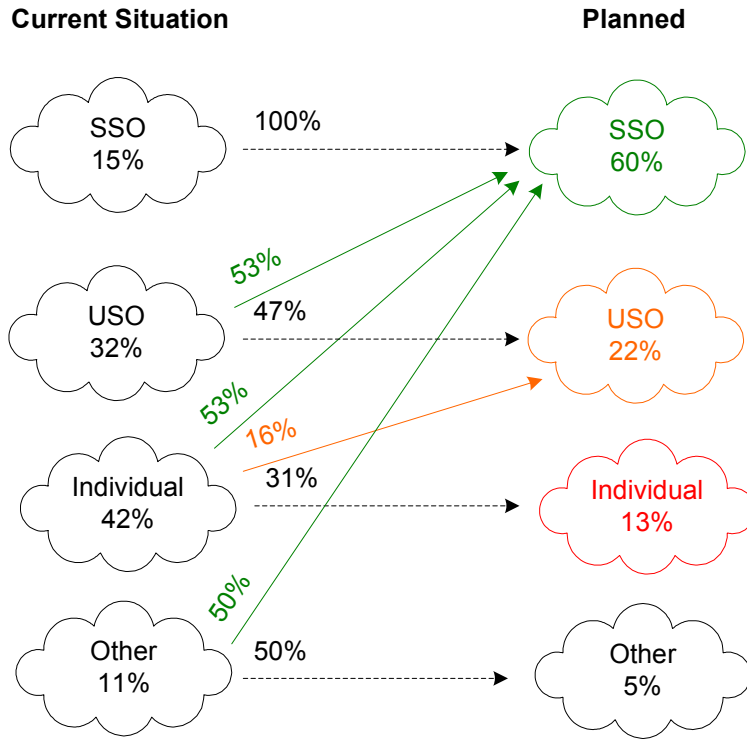 Current Situation
Planned
SSO
15%
100%
SSO
60%
53%
USO
32%
47%
USO
22%
53%
16%
Individual
42%
31%
Individual
13%
50%
Other
11%
50%
Other
5%